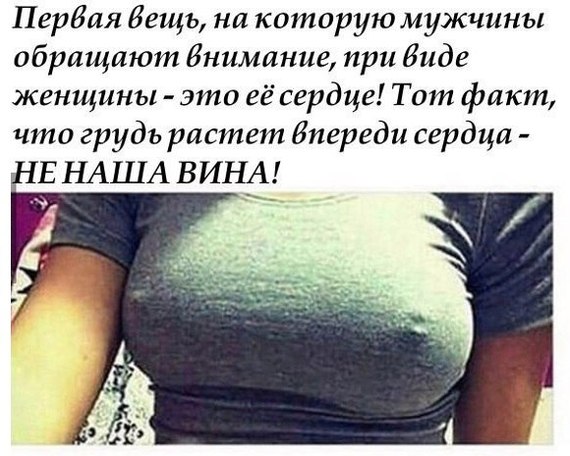 Первая вещь, на которую мужчины
обращают внимание, при виде
женщины - это её сердце! Тот факт,
что грудь растет впереди сердца -
НЕ НАША ВИНА!